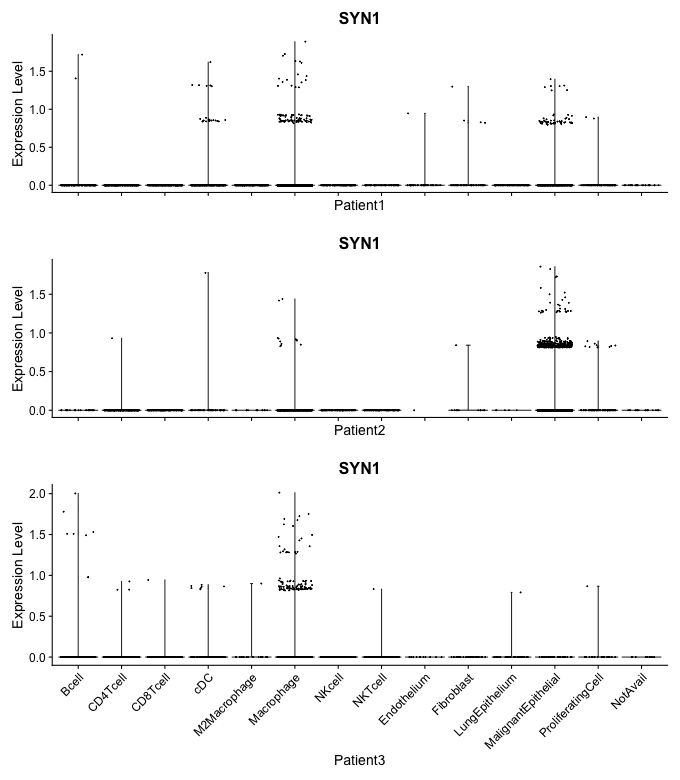 SYN1
Expression Level
1.5
1.0
0.5
0.0
Patient1
SYN1
Expression Level
1.5
1.0
0.5
0.0
Patient2
SYN1
Expression Level
2.0
1.5
1.0
0.5
0.0
Bcell
CD4Tcell
CD8Tcell
cDC
M2Macrophage
Macrophage
NKcell
NKTcell
Endothelium
Fibroblast
LungEpithelium
MalignantEpithelial
ProliferatingCell
NotAvail
Patient3